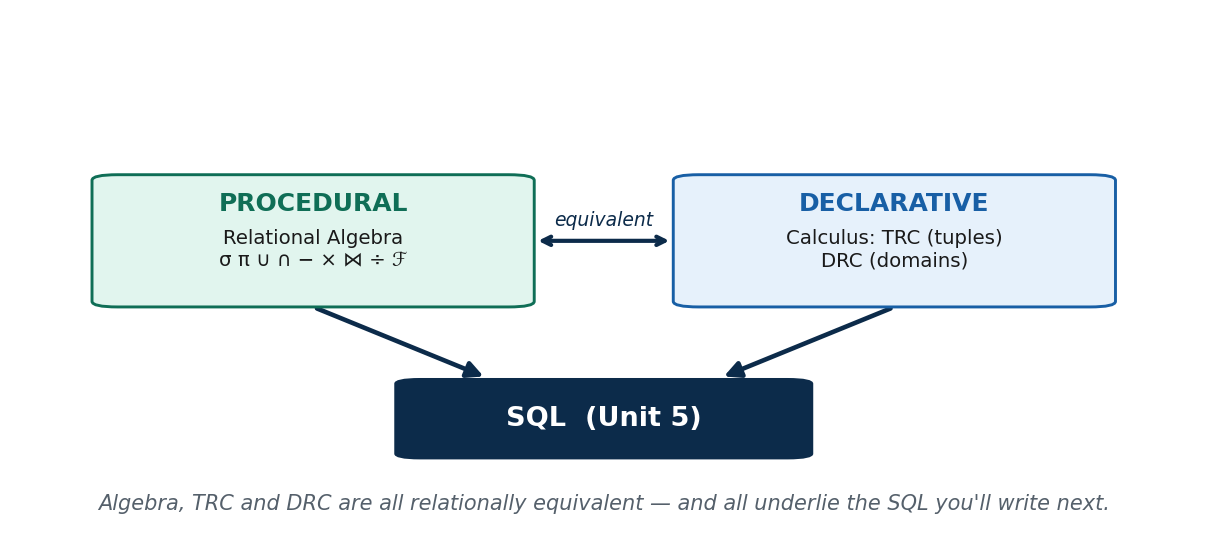 PROCEDURAL
Relational Algebra
σ π ∪ ∩ − × ⋈ ÷ ℱ
equivalent
DECLARATIVE
Calculus: TRC (tuples)
DRC (domains)
SQL (Unit 5)
Algebra, TRC and DRC are all relationally equivalent — and all underlie the SQL you'll write next.